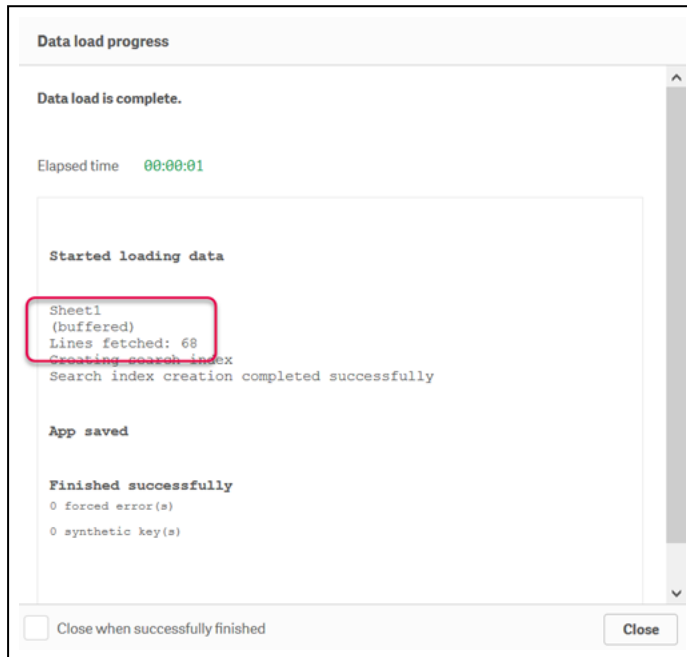 Data load progress
Data load is complete.
Elapsed time 00:00:01
Started loading data
Sheet1
(buffered)
Lines fetched: 68
Creating search index
Search index creation completed successfully
App saved
Finished successfully
0 forced error(s)
0 synthetic key(s)
Close when successfully finished
Close